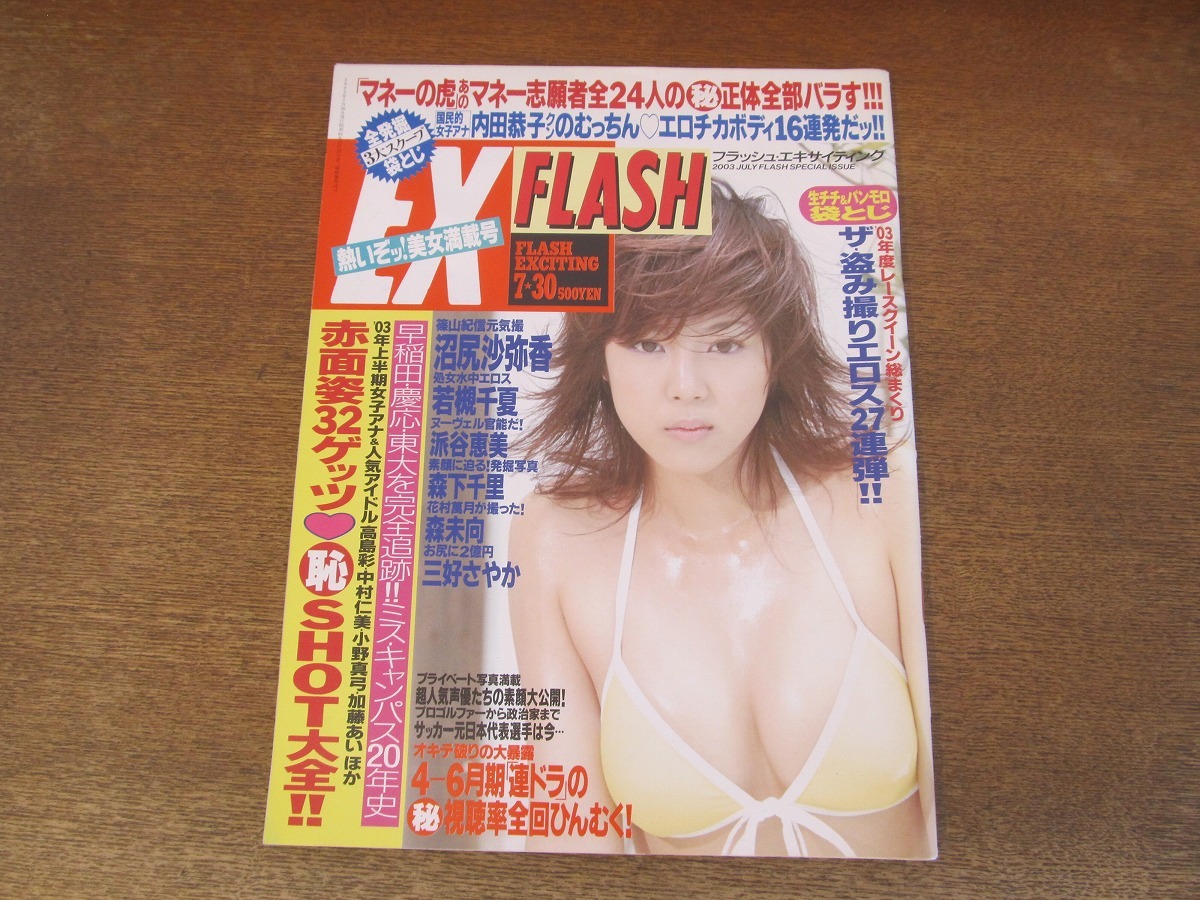 「マネーの虎」あのマネー志願者全24人の㊙正体全部バラす!!!
国民的女子アナ内田恭子クンのむっちん♡エロチカボディ16連発だッ!!
全発掘
3大スクープ
袋とじ
EX
FLASH
フラッシュ・エキサイティング
2003 JULY FLASH SPECIAL ISSUE
熱いぞッ!美女満載号
FLASH
EXCITING
7★30 500YEN
生チチ&パンモロ
袋とじ
'03年度レースクイーン総まくり
ザ・盗み撮りエロス27連弾!!
篠山紀信元気撮
沼尻沙弥香
処女水中エロス
若槻千夏
ヌーヴェル官能だ!
派谷恵美
素顔に迫る!発掘写真
森下千里
花村萬月が撮った!
森未向
お尻に2億円
三好さやか
早稲田・慶応・東大を完全追跡!!ミス・キャンパス20年史
'03年上半期女子アナ&人気アイドル 高島彩・中村仁美・小野真弓・加藤あい ほか
赤面姿32ゲッツ♥恥SHOT大全!!
プライベート写真満載
超人気声優たちの素顔大公開!
プロゴルファーから政治家まで
サッカー元日本代表選手は今…
オキテ破りの大暴露
4−6月期「連ドラ」の
㊙視聴率全回ひんむく!